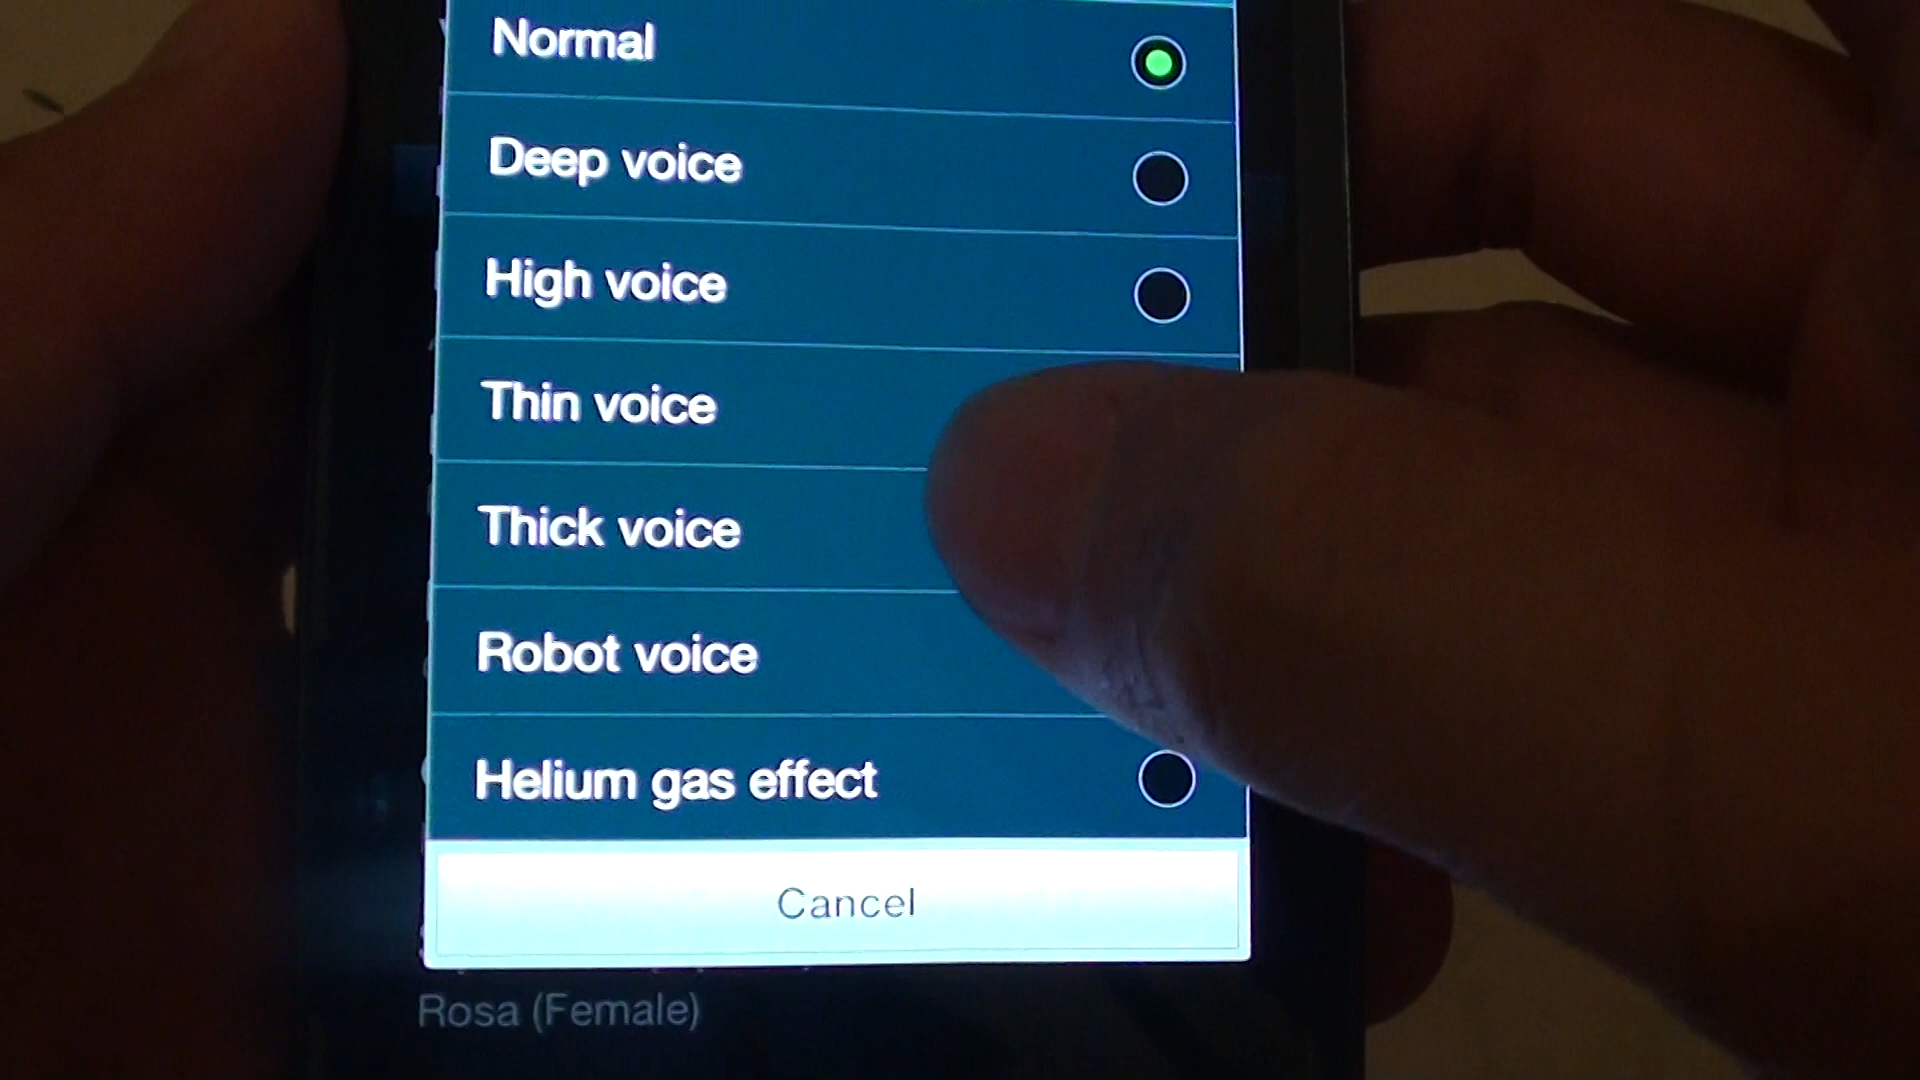 Normal
Deep voice
High voice
Thin voice
Thick voice
Robot voice
Helium gas effect
Cancel
Rosa (Female)